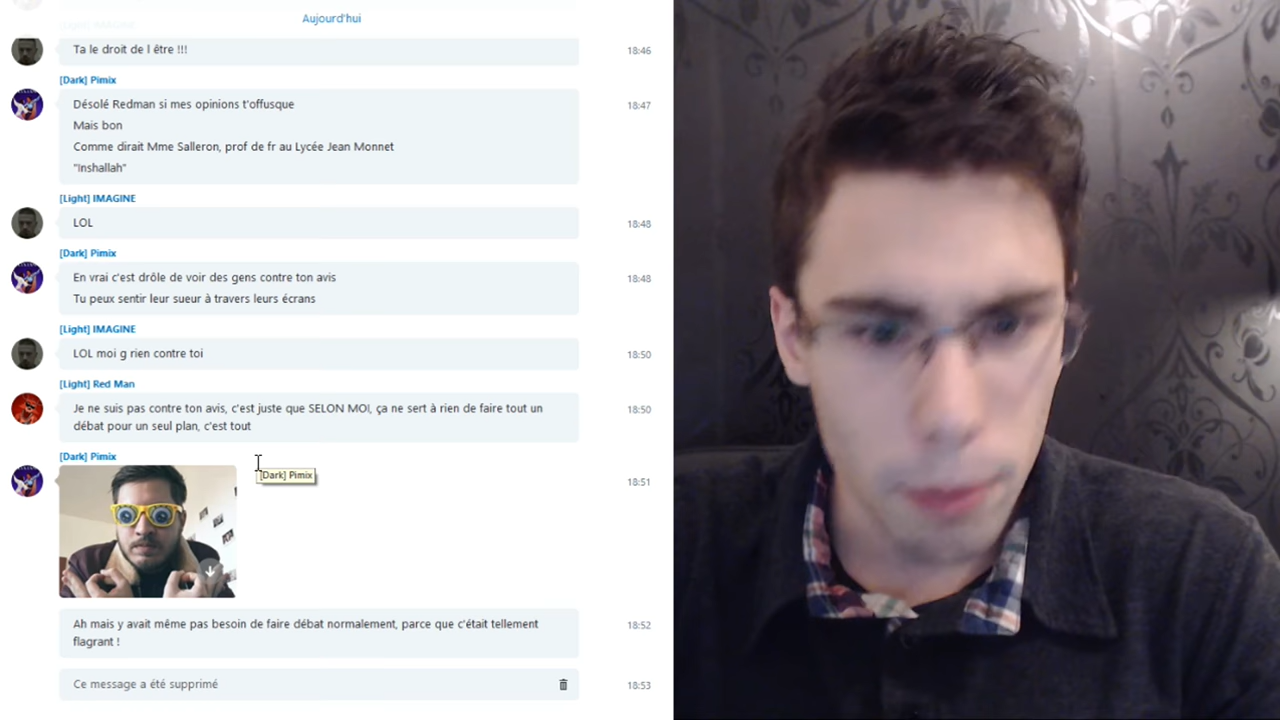 Aujourd'hui
[Light] IMAGINE
Ta le droit de l être !!!
18:46
[Dark] Pimix
Désolé Redman si mes opinions t'offusque
18:47
Mais bon
Comme dirait Mme Salleron, prof de fr au Lycée Jean Monnet
"Inshallah"
[Light] IMAGINE
LOL
18:48
[Dark] Pimix
En vrai c'est drôle de voir des gens contre ton avis
18:48
Tu peux sentir leur sueur à travers leurs écrans
[Light] IMAGINE
LOL moi g rien contre toi
18:50
[Light] Red Man
Je ne suis pas contre ton avis, c'est juste que SELON MOI, ça ne sert à rien de faire tout un
18:50
débat pour un seul plan, c'est tout
[Dark] Pimix
[Dark] Pimix
18:51
Ah mais y avait même pas besoin de faire débat normalement, parce que c'était tellement
18:52
flagrant !
Ce message a été supprimé
18:53